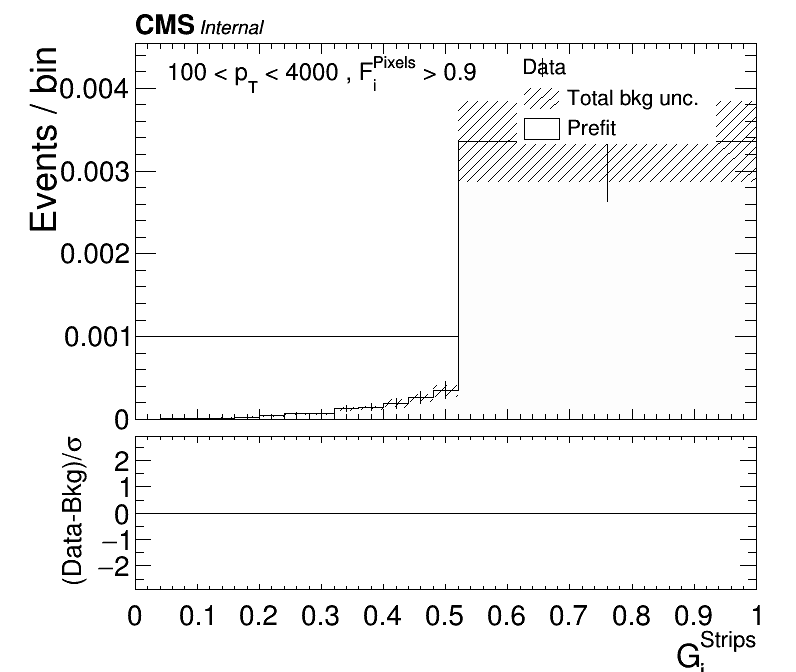 CMS Internal
100 < p_T < 4000 , F_i^Pixels > 0.9
Data
Total bkg unc.
Prefit
Events / bin
0.004
0.003
0.002
0.001
0
(Data-Bkg)/σ
2
1
0
−1
−2
0 0.1 0.2 0.3 0.4 0.5 0.6 0.7 0.8 0.9 1
G_i^Strips